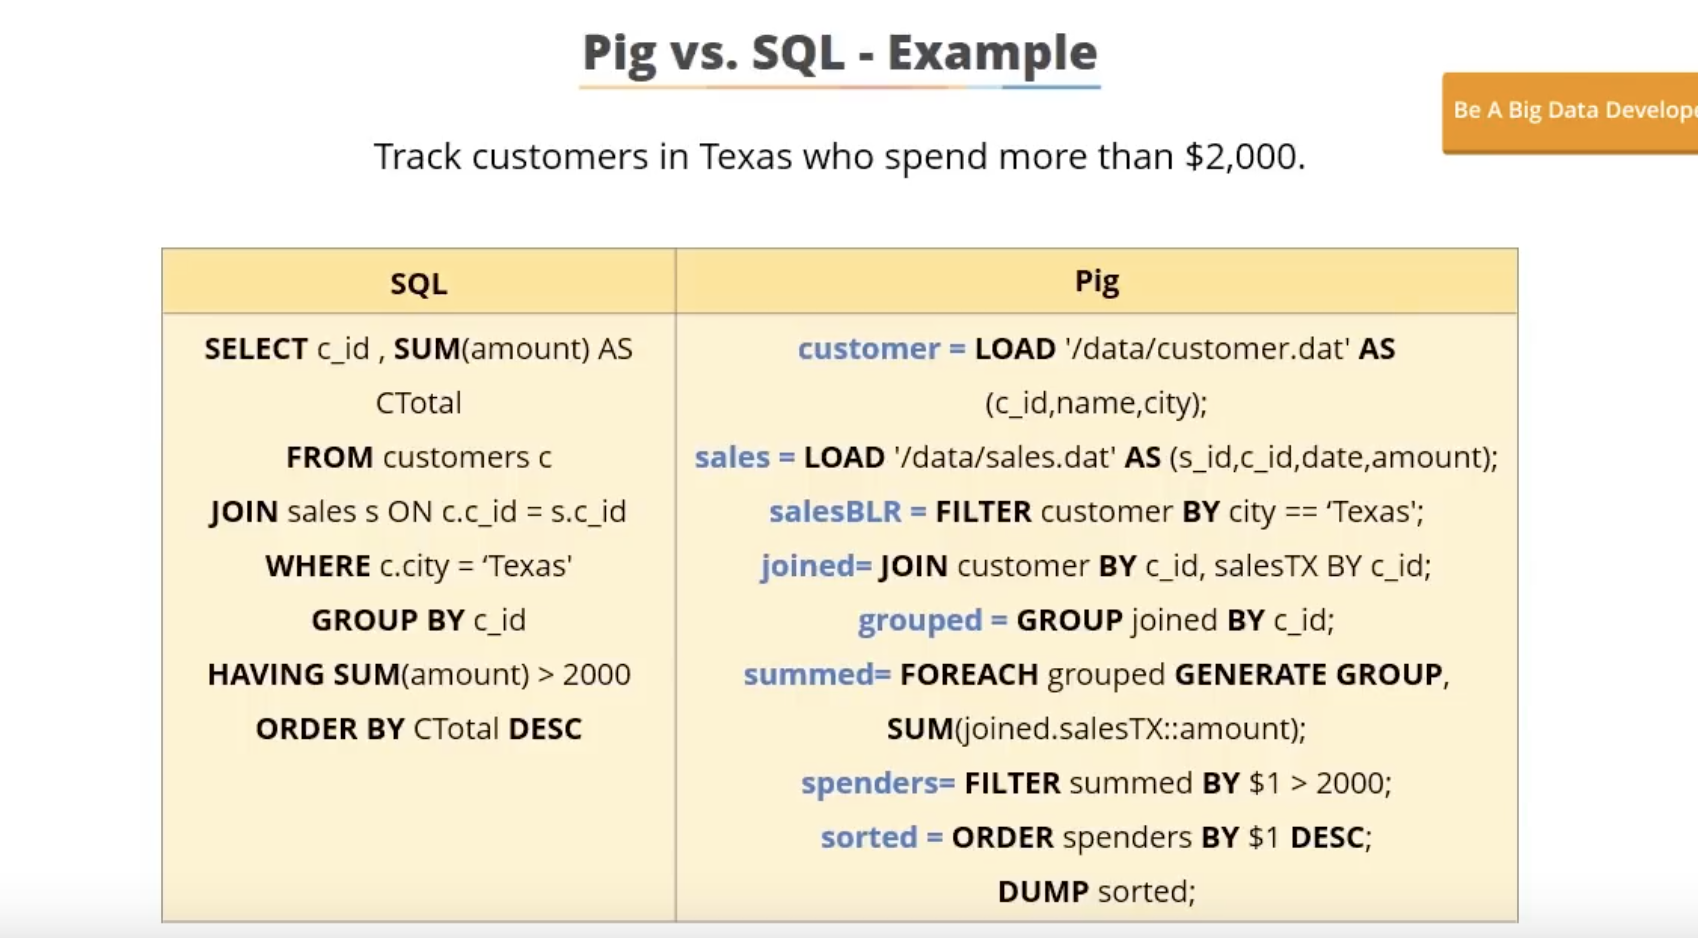 Pig vs. SQL - Example
Be A Big Data Develope
Track customers in Texas who spend more than $2,000.
SQL
SELECT c_id , SUM(amount) AS
CTotal
FROM customers c
JOIN sales s ON c.c_id = s.c_id
WHERE c.city = ‘Texas'
GROUP BY c_id
HAVING SUM(amount) > 2000
ORDER BY CTotal DESC
Pig
customer = LOAD '/data/customer.dat' AS
(c_id,name,city);
sales = LOAD '/data/sales.dat' AS (s_id,c_id,date,amount);
salesBLR = FILTER customer BY city == ‘Texas';
joined= JOIN customer BY c_id, salesTX BY c_id;
grouped = GROUP joined BY c_id;
summed= FOREACH grouped GENERATE GROUP,
SUM(joined.salesTX::amount);
spenders= FILTER summed BY $1 > 2000;
sorted = ORDER spenders BY $1 DESC;
DUMP sorted;